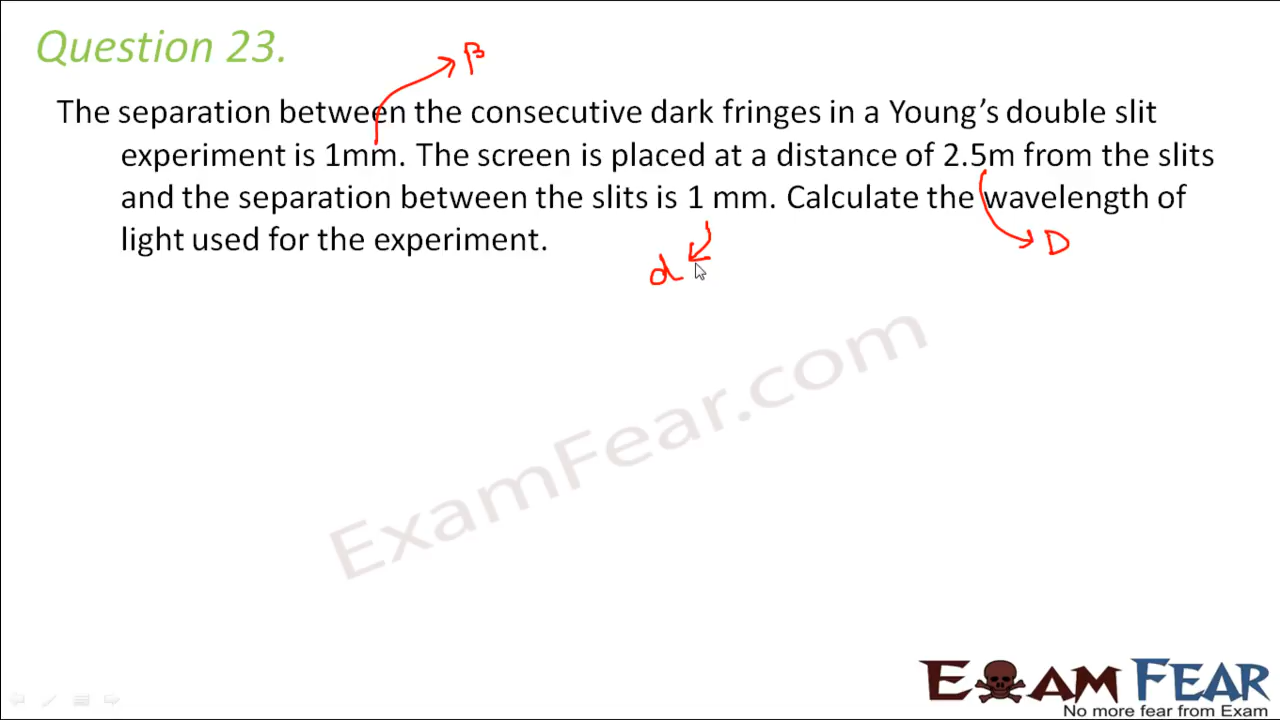 Question 23.
β
The separation between the consecutive dark fringes in a Young’s double slit
experiment is 1mm. The screen is placed at a distance of 2.5m from the slits
and the separation between the slits is 1 mm. Calculate the wavelength of
light used for the experiment.
D
d
ExamFear.com
EXAM FEAR
No more fear from Exam